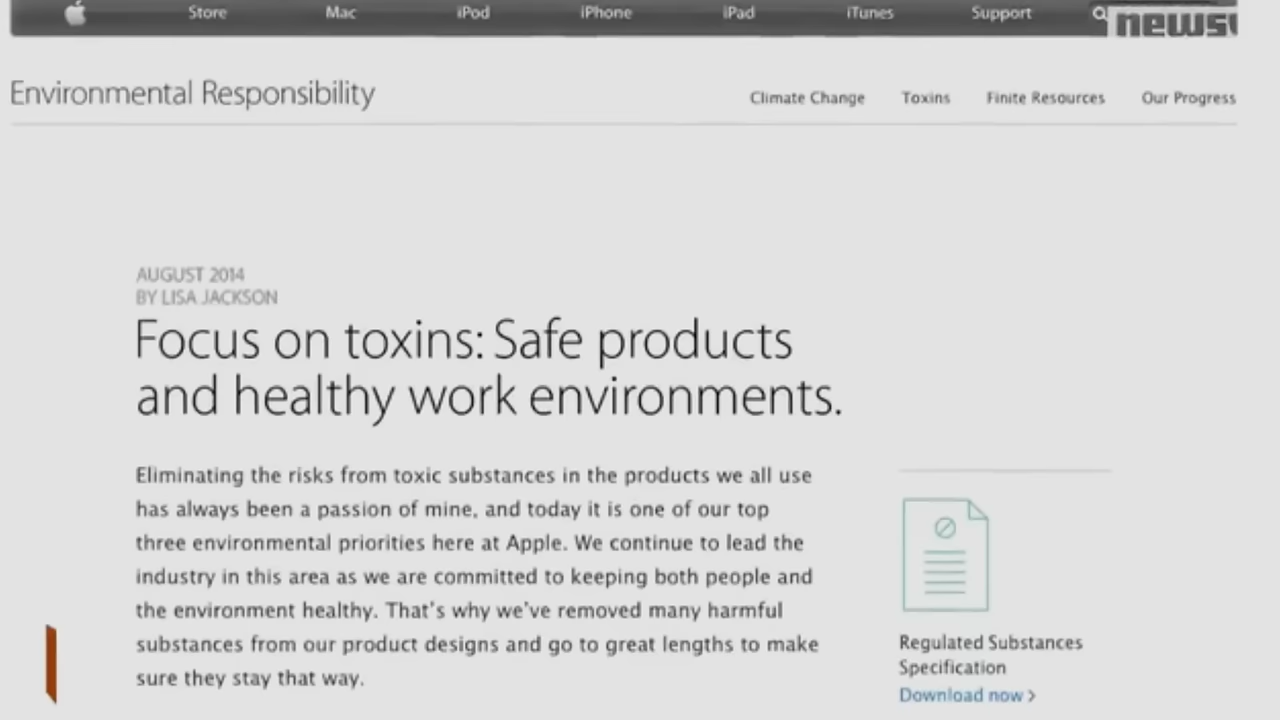 Store Mac iPod iPhone iPad iTunes Support
news
Environmental Responsibility
Climate Change Toxins Finite Resources Our Progress
AUGUST 2014
BY LISA JACKSON
Focus on toxins: Safe products
and healthy work environments.
Eliminating the risks from toxic substances in the products we all use
has always been a passion of mine, and today it is one of our top
three environmental priorities here at Apple. We continue to lead the
industry in this area as we are committed to keeping both people and
the environment healthy. That's why we've removed many harmful
substances from our product designs and go to great lengths to make
sure they stay that way.
Regulated Substances
Specification
Download now >